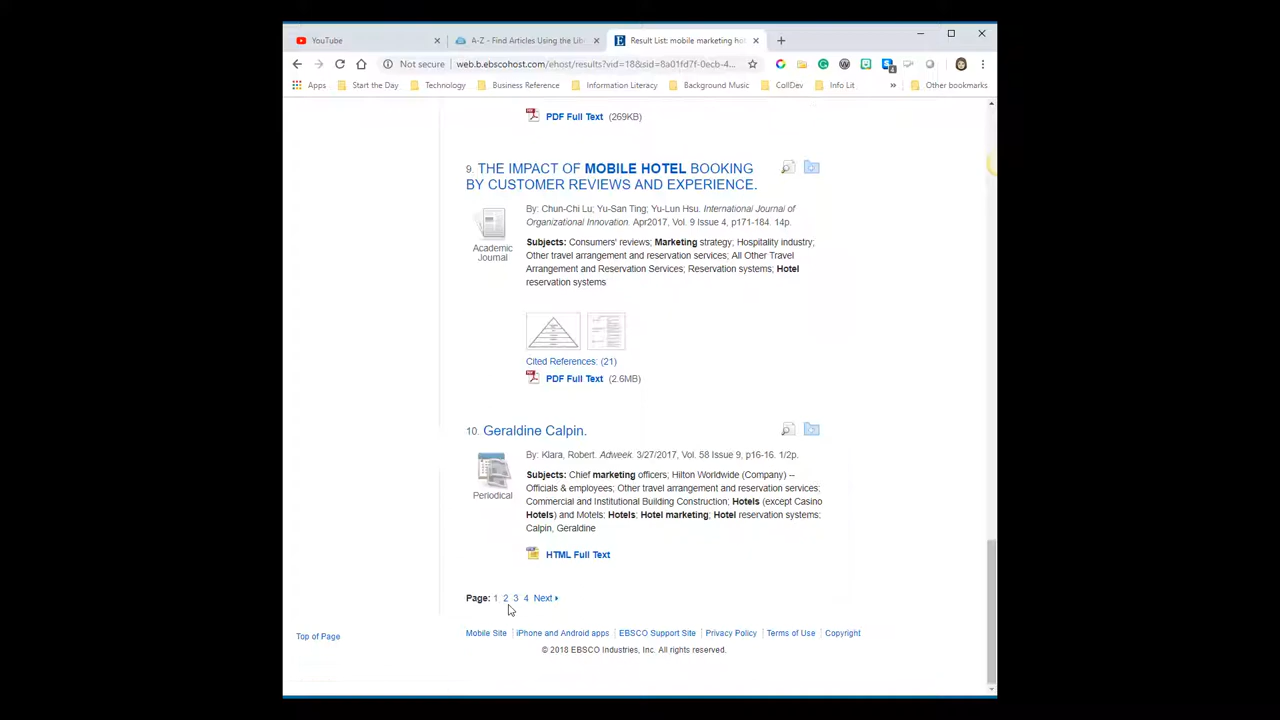 YouTube
A-Z - Find Articles Using the Lib
Result List: mobile marketing hot
Not secure
web.b.ebscohost.com/ehost/results?vid=18&sid=8a01fd7f-0ecb-4...
Apps
Start the Day
Technology
Business Reference
Information Literacy
Background Music
CollDev
Info Lit
»
Other bookmarks
PDF Full Text (269KB)
9. THE IMPACT OF MOBILE HOTEL BOOKING
BY CUSTOMER REVIEWS AND EXPERIENCE.
By: Chun-Chi Lu; Yu-San Ting; Yu-Lun Hsu. International Journal of
Organizational Innovation. Apr2017, Vol. 9 Issue 4, p171-184. 14p.
Academic
Journal
Subjects: Consumers' reviews; Marketing strategy; Hospitality industry;
Other travel arrangement and reservation services; All Other Travel
Arrangement and Reservation Services; Reservation systems; Hotel
reservation systems
Cited References: (21)
PDF Full Text (2.6MB)
10. Geraldine Calpin.
By: Klara, Robert. Adweek. 3/27/2017, Vol. 58 Issue 9, p16-16. 1/2p.
Periodical
Subjects: Chief marketing officers; Hilton Worldwide (Company) --
Officials & employees; Other travel arrangement and reservation services;
Commercial and Institutional Building Construction; Hotels (except Casino
Hotels) and Motels; Hotels; Hotel marketing; Hotel reservation systems;
Calpin, Geraldine
HTML Full Text
Page: 1 2 3 4 Next
Top of Page
Mobile Site
iPhone and Android apps
EBSCO Support Site
Privacy Policy
Terms of Use
Copyright
© 2018 EBSCO Industries, Inc. All rights reserved.